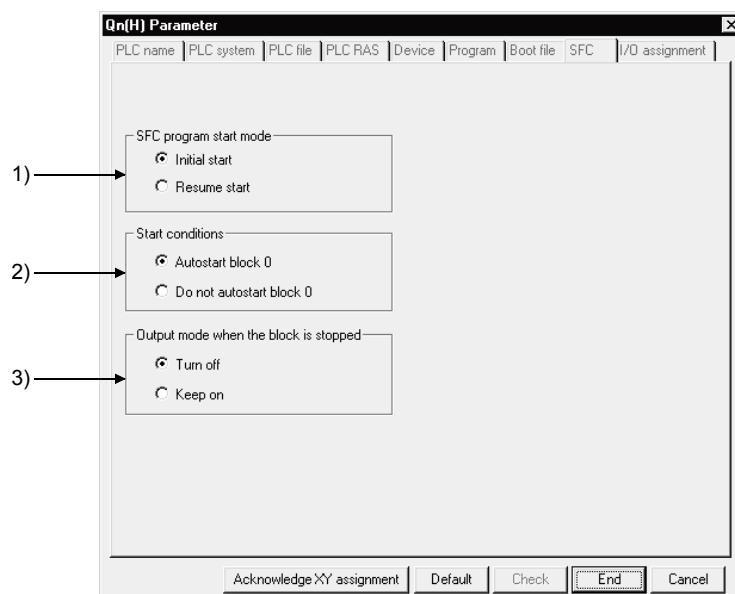 Qn(H) Parameter
PLC name PLC system PLC file PLC RAS Device Program Boot file SFC I/O assignment
SFC program start mode
1)
Initial start
Resume start
Start conditions
2)
Autostart block 0
Do not autostart block 0
Output mode when the block is stopped
3)
Turn off
Keep on
Acknowledge XY assignment Default Check End Cancel